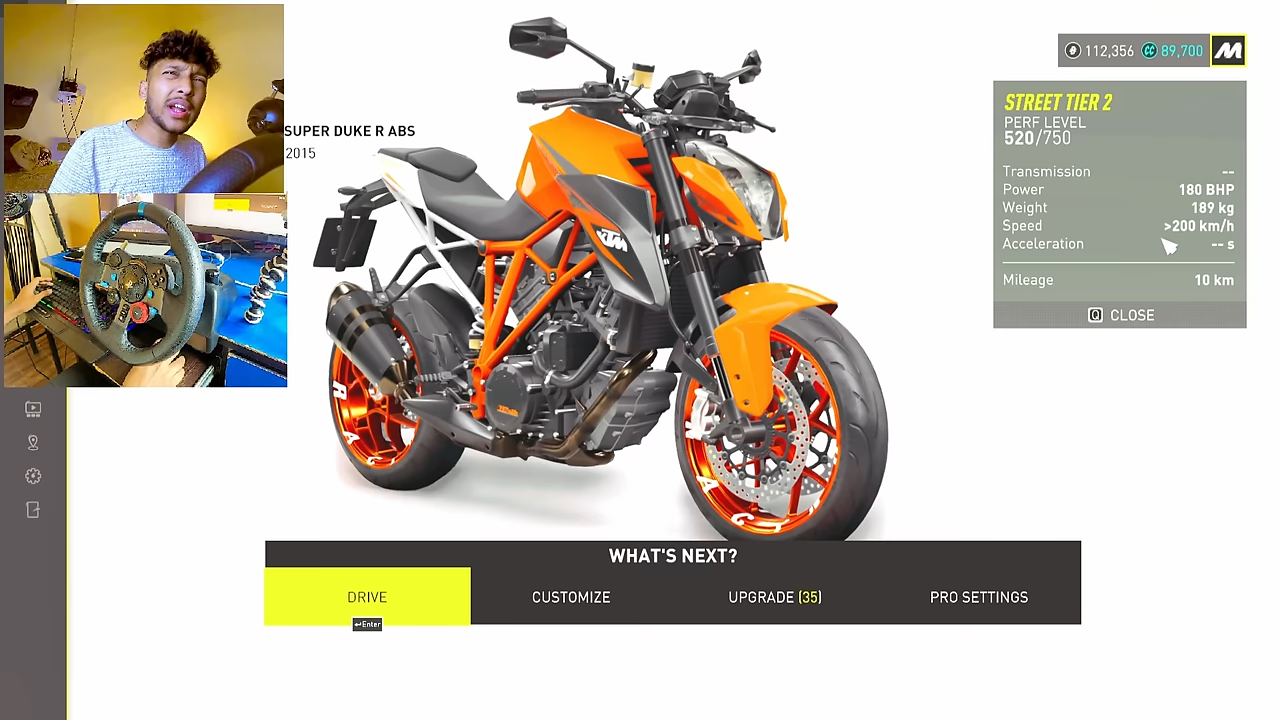 112,356 CC 89,700
STREET TIER 2
PERF LEVEL
520/750
SUPER DUKE R ABS
2015
Transmission --
Power 180 BHP
Weight 189 kg
Speed >200 km/h
Acceleration -- s
Mileage 10 km
Q CLOSE
KTM
WHAT'S NEXT?
DRIVE CUSTOMIZE UPGRADE (35) PRO SETTINGS
Enter